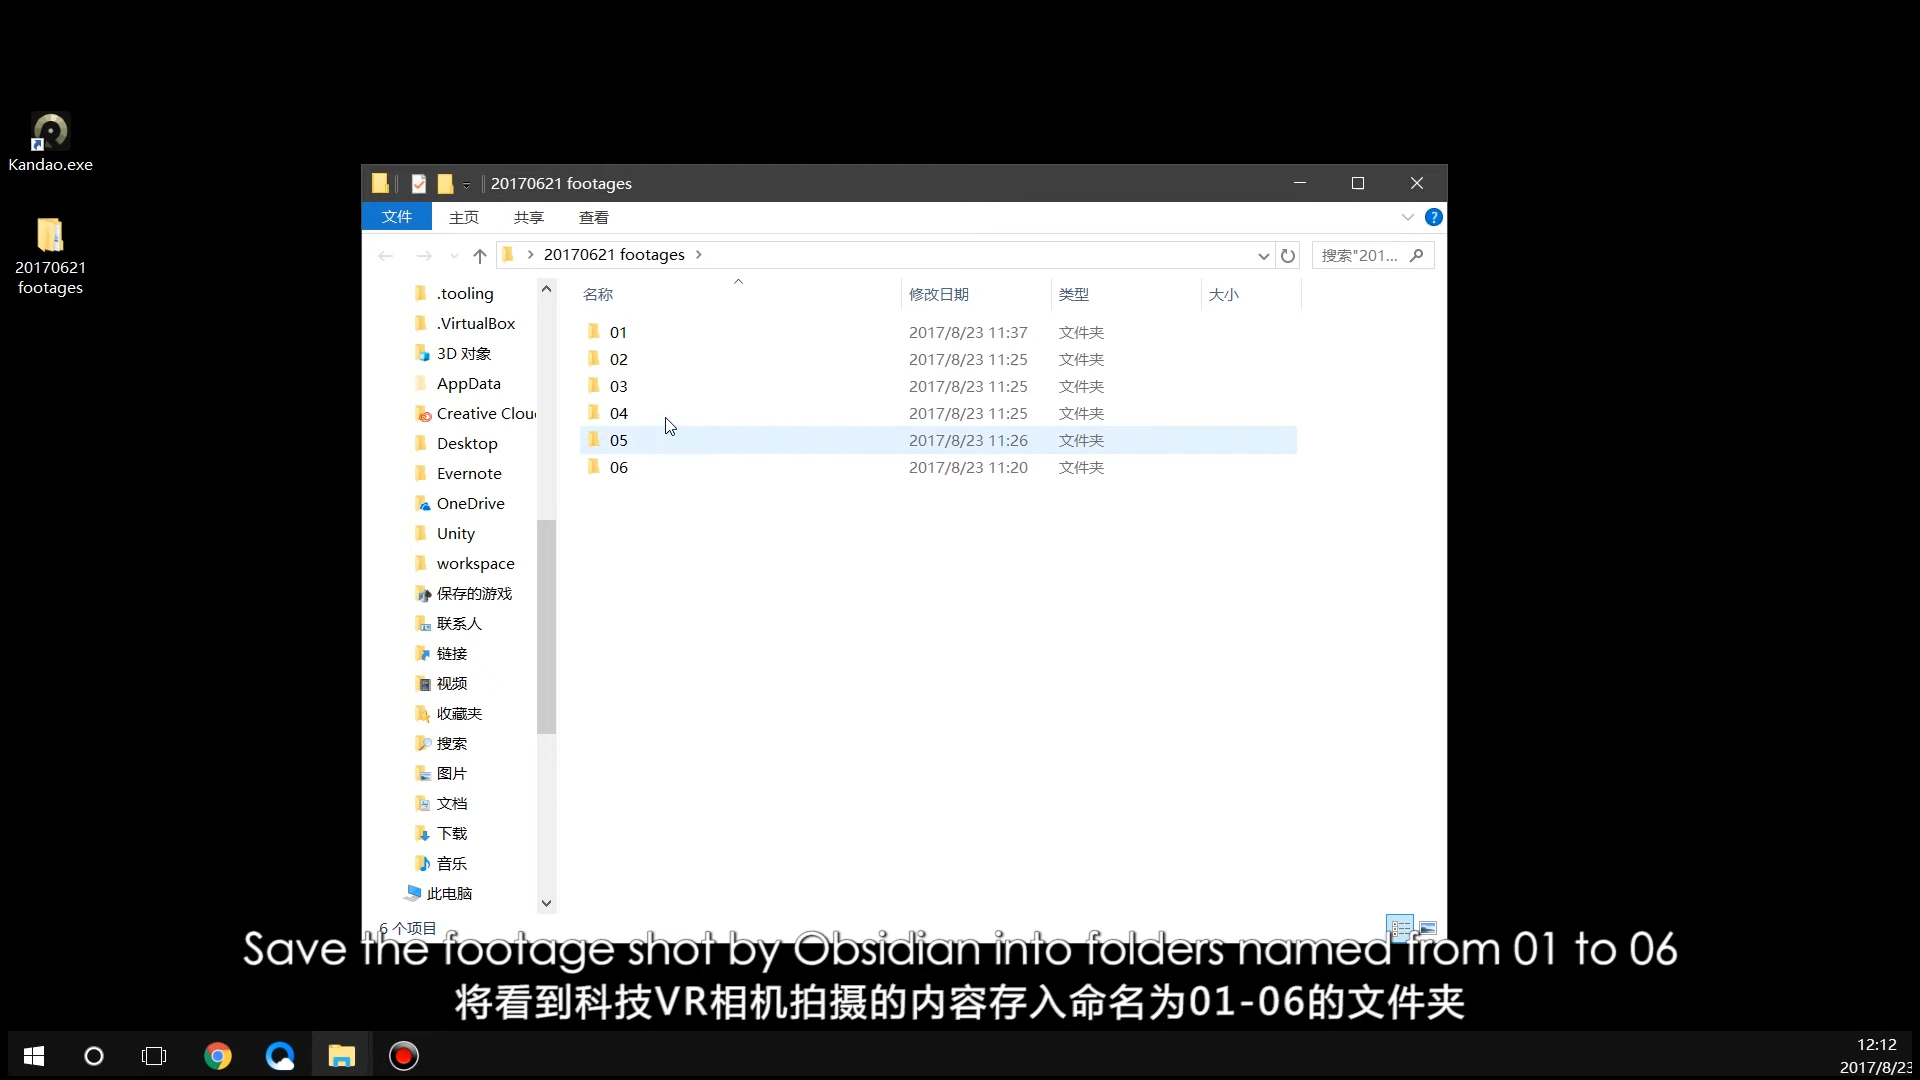 Kandao.exe
20170621
footages
20170621 footages
文件 主页 共享 查看
20170621 footages
搜索"201...
.tooling
.VirtualBox
3D 对象
AppData
Creative Clou
Desktop
Evernote
OneDrive
Unity
workspace
保存的游戏
联系人
链接
视频
收藏夹
搜索
图片
文档
下载
音乐
此电脑
名称 修改日期 类型 大小
01 2017/8/23 11:37 文件夹
02 2017/8/23 11:25 文件夹
03 2017/8/23 11:25 文件夹
04 2017/8/23 11:25 文件夹
05 2017/8/23 11:26 文件夹
06 2017/8/23 11:20 文件夹
6 个项目
Save the footage shot by Obsidian into folders named from 01 to 06
将看到科技VR相机拍摄的内容存入命名为01-06的文件夹
12:12
2017/8/23